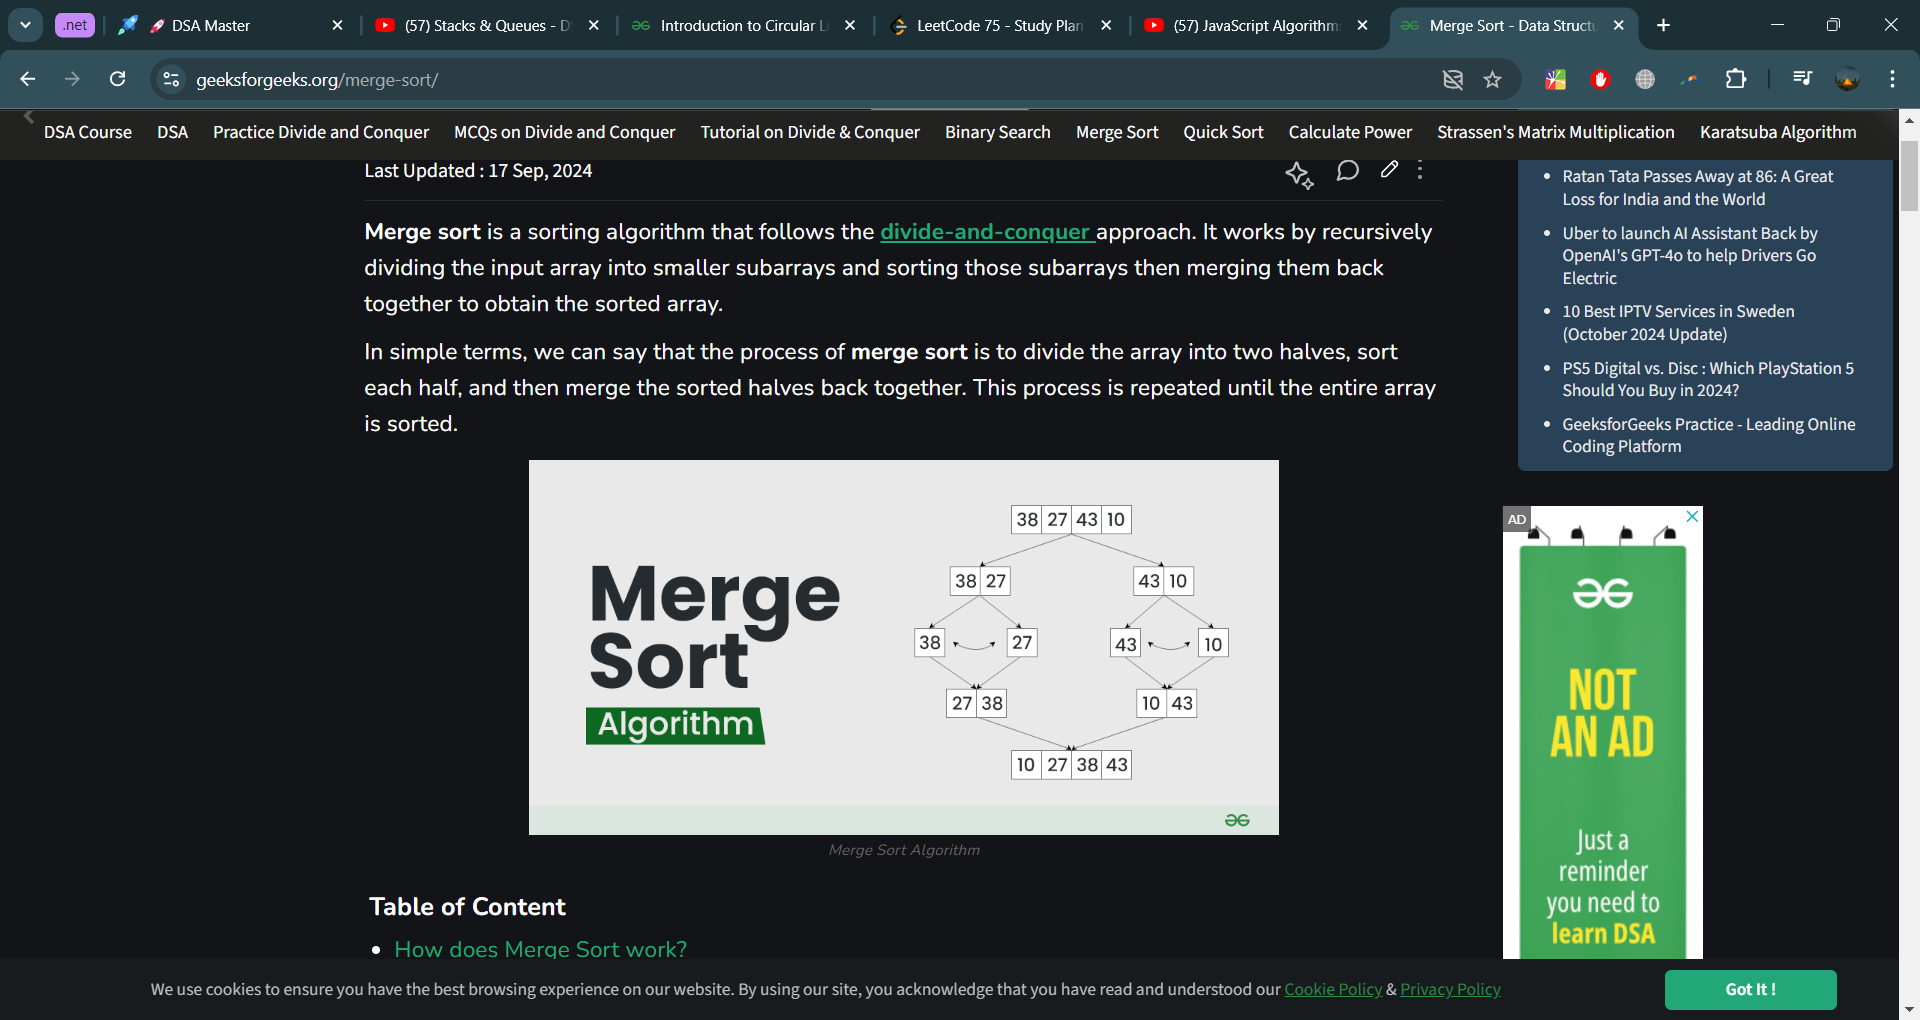 .net
DSA Master
(57) Stacks & Queues - D
Introduction to Circular Li
LeetCode 75 - Study Plan
(57) JavaScript Algorithm
Merge Sort - Data Struct
geeksforgeeks.org/merge-sort/
DSA Course DSA Practice Divide and Conquer MCQs on Divide and Conquer Tutorial on Divide & Conquer Binary Search Merge Sort Quick Sort Calculate Power Strassen's Matrix Multiplication Karatsuba Algorithm
Last Updated : 17 Sep, 2024
Merge sort is a sorting algorithm that follows the divide-and-conquer approach. It works by recursively
dividing the input array into smaller subarrays and sorting those subarrays then merging them back
together to obtain the sorted array.
In simple terms, we can say that the process of merge sort is to divide the array into two halves, sort
each half, and then merge the sorted halves back together. This process is repeated until the entire array
is sorted.
Merge
Sort
Algorithm
38 27 43 10
38 27 43 10
38 27 43 10
27 38 10 43
10 27 38 43
Merge Sort Algorithm
Table of Content
How does Merge Sort work?
Ratan Tata Passes Away at 86: A Great
Loss for India and the World
Uber to launch AI Assistant Back by
OpenAI's GPT-4o to help Drivers Go
Electric
10 Best IPTV Services in Sweden
(October 2024 Update)
PS5 Digital vs. Disc : Which PlayStation 5
Should You Buy in 2024?
GeeksforGeeks Practice - Leading Online
Coding Platform
AD
NOT
AN AD
Just a
reminder
you need to
learn DSA
We use cookies to ensure you have the best browsing experience on our website. By using our site, you acknowledge that you have read and understood our Cookie Policy & Privacy Policy
Got It !